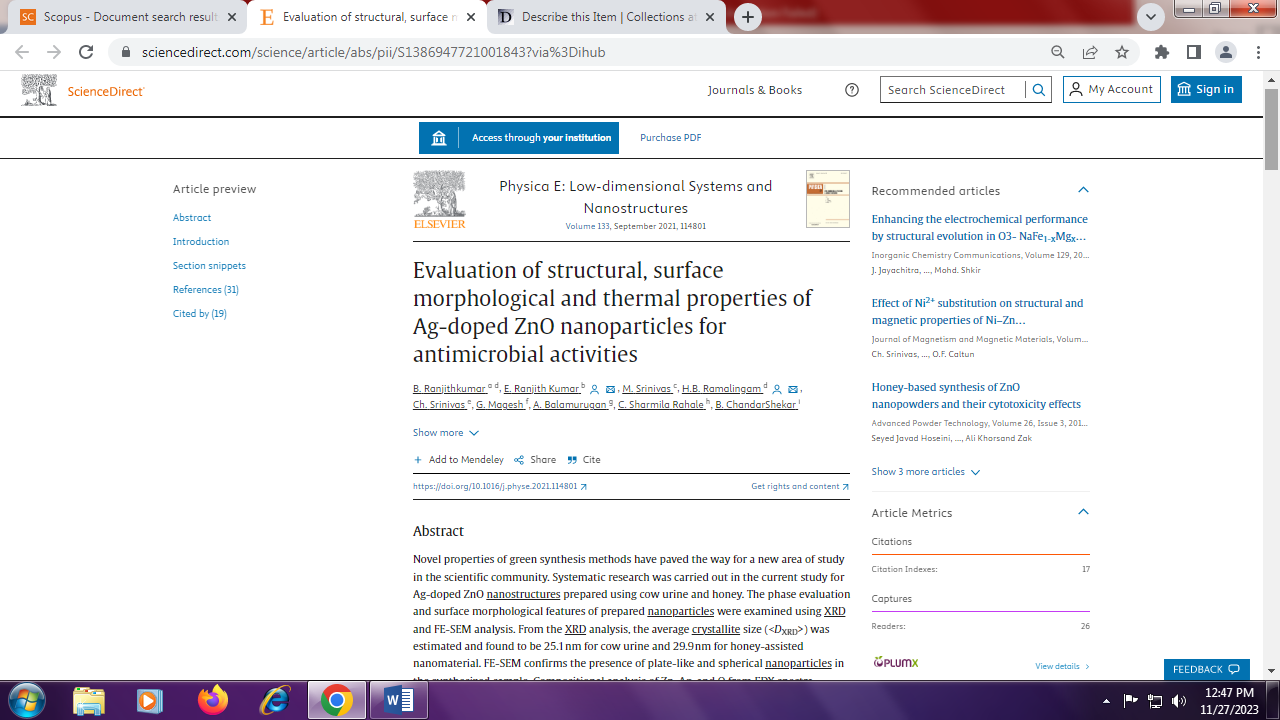 Scopus - Document search result
Evaluation of structural, surface m
Describe this Item | Collections at
sciencedirect.com/science/article/abs/pii/S1386947721001843?via%3Dihub
ScienceDirect
Journals & Books
Search ScienceDirect
My Account
Sign in
Access through your institution
Purchase PDF
Article preview
Abstract
Introduction
Section snippets
References (31)
Cited by (19)
ELSEVIER
Physica E: Low-dimensional Systems and
Nanostructures
Volume 133, September 2021, 114801
Evaluation of structural, surface
morphological and thermal properties of
Ag-doped ZnO nanoparticles for
antimicrobial activities
B. Ranjithkumar a d, E. Ranjith Kumar b, M. Srinivas c, H.B. Ramalingam d,
Ch. Srinivas e, G. Magesh f, A. Balamurugan g, C. Sharmila Rahale h, B. ChandarShekar i
Show more
+ Add to Mendeley Share Cite
https://doi.org/10.1016/j.physe.2021.114801
Get rights and content
Abstract
Novel properties of green synthesis methods have paved the way for a new area of study
in the scientific community. Systematic research was carried out in the current study for
Ag-doped ZnO nanostructures prepared using cow urine and honey. The phase evaluation
and surface morphological features of prepared nanoparticles were examined using XRD
and FE-SEM analysis. From the XRD analysis, the average crystallite size (<DXRD>) was
estimated and found to be 25.1 nm for cow urine and 29.9 nm for honey-assisted
nanomaterial. FE-SEM confirms the presence of plate-like and spherical nanoparticles in
the synthesized sample. Compositional analysis of Zn, Ag, and O from EDX spectra
Recommended articles
Enhancing the electrochemical performance
by structural evolution in O3- NaFe1-xMgx…
Inorganic Chemistry Communications, Volume 129, 20...
J. Jayachitra, …, Mohd. Shkir
Effect of Ni2+ substitution on structural and
magnetic properties of Ni–Zn…
Journal of Magnetism and Magnetic Materials, Volum...
Ch. Srinivas, …, O.F. Caltun
Honey-based synthesis of ZnO
nanopowders and their cytotoxicity effects
Advanced Powder Technology, Volume 26, Issue 3, 201...
Seyed Javad Hoseini, …, Ali Khorsand Zak
Show 3 more articles
Article Metrics
Citations
Citation Indexes: 17
Captures
Readers: 26
PLUMX
View details
FEEDBACK
12:47 PM
11/27/2023